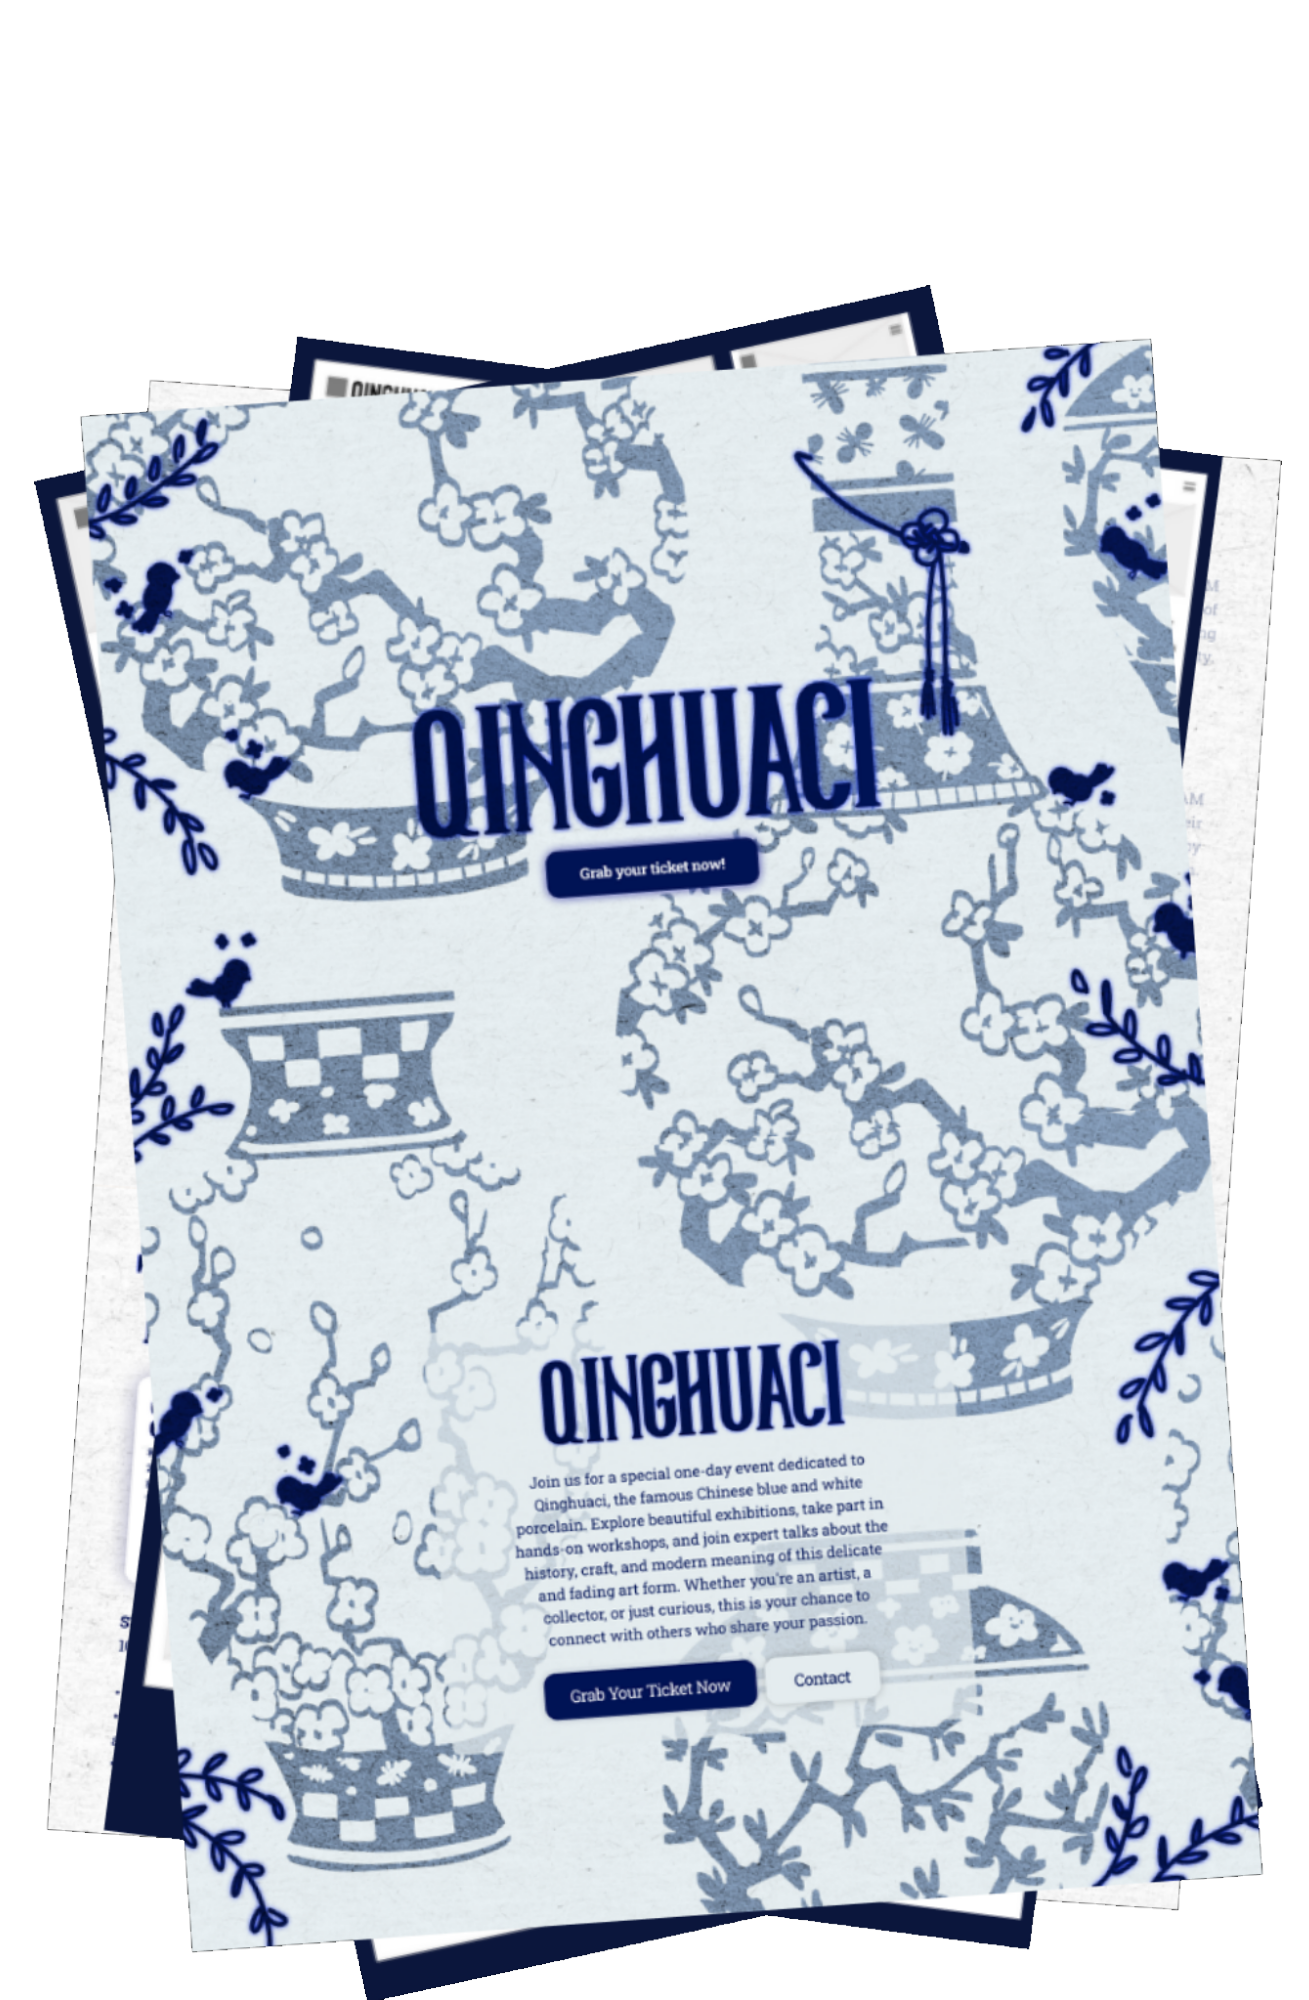 QINGHUACI
Grab your ticket now!
QINGHUACI
Join us for a special one-day event dedicated to
Qinghuaci, the famous Chinese blue and white
porcelain. Explore beautiful exhibitions, take part in
hands-on workshops, and join expert talks about the
history, craft, and modern meaning of this delicate
and fading art form. Whether you're an artist, a
collector, or just curious, this is your chance to
connect with others who share your passion.
Grab Your Ticket Now
Contact